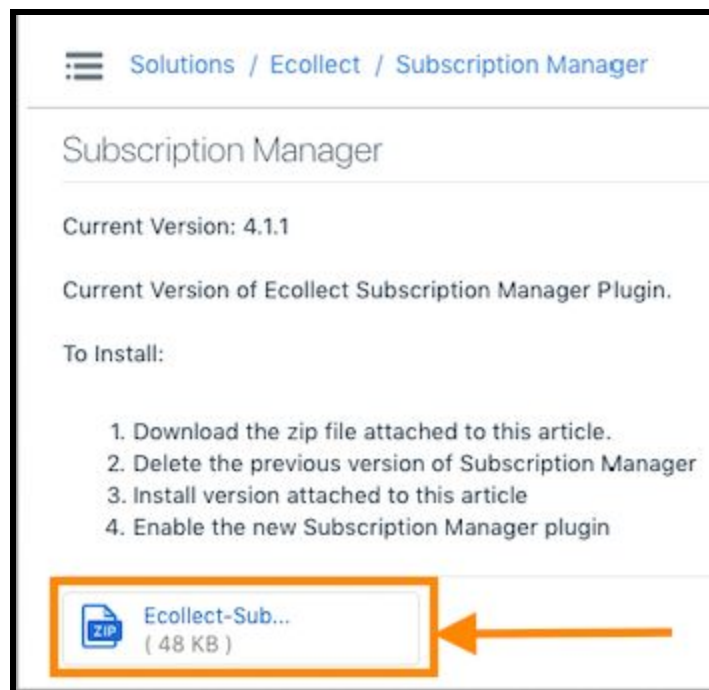 Solutions / Ecollect / Subscription Manager
Subscription Manager
Current Version: 4.1.1
Current Version of Ecollect Subscription Manager Plugin.
To Install:
1. Download the zip file attached to this article.
2. Delete the previous version of Subscription Manager
3. Install version attached to this article
4. Enable the new Subscription Manager plugin
ZIP
Ecollect-Sub...
( 48 KB )